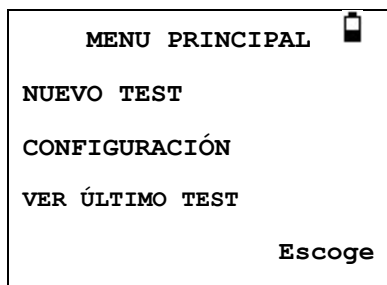 MENU PRINCIPAL
NUEVO TEST
CONFIGURACIÓN
VER ÚLTIMO TEST
Escoge